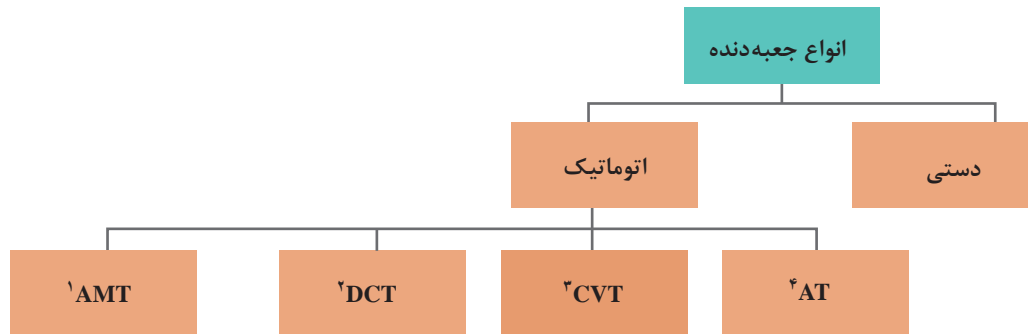 انواع جعبه‌دنده
دستی
اتوماتیک
AT۴
CVT۳
DCT۲
AMT۱